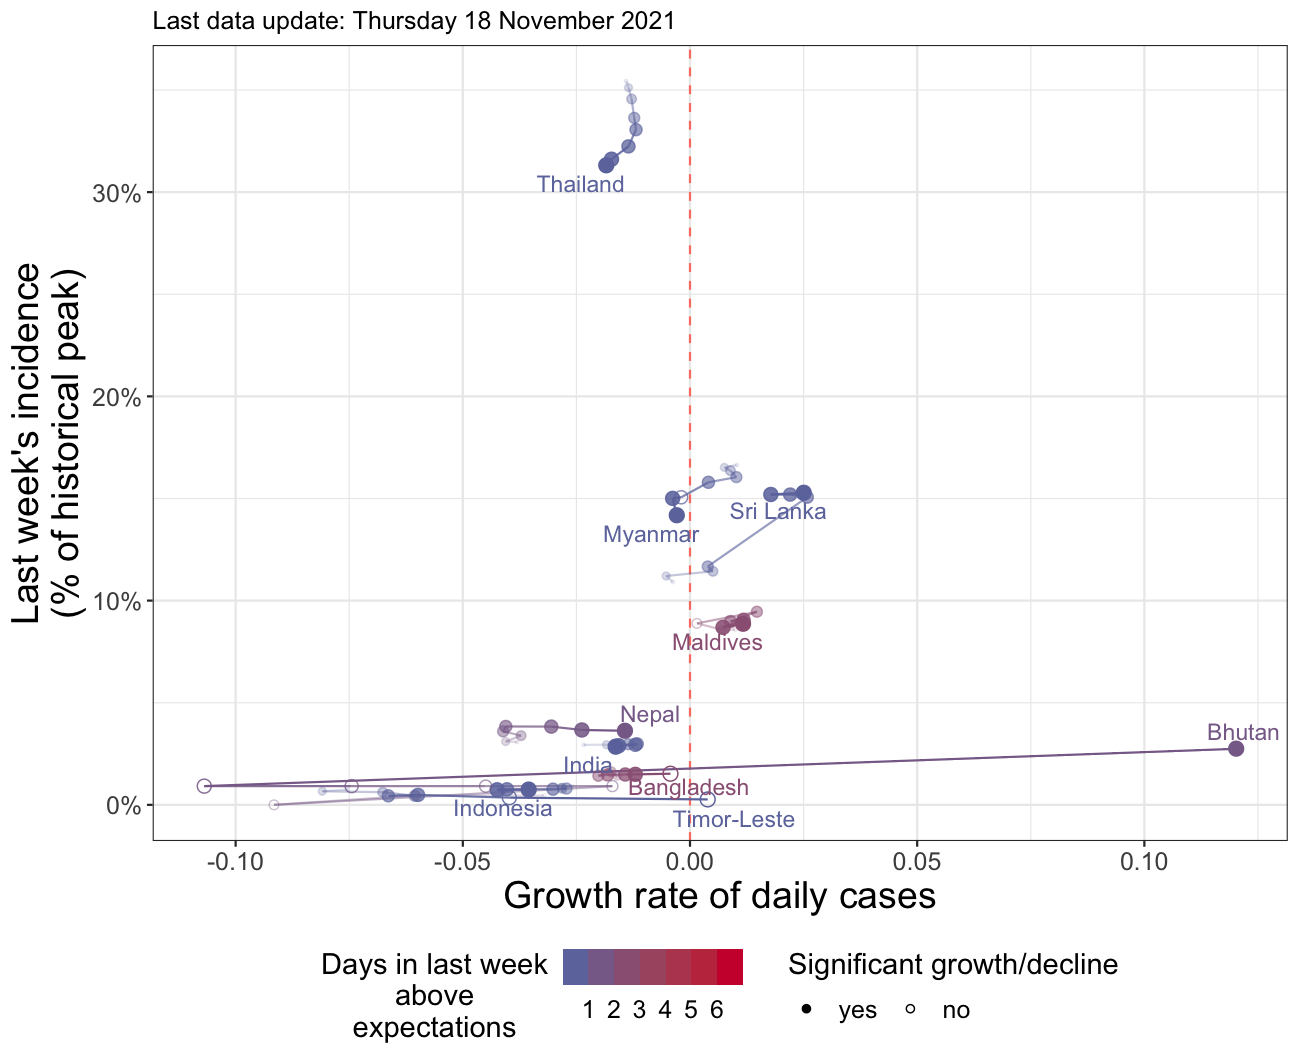 Last data update: Thursday 18 November 2021
Last week's incidence
(% of historical peak)
30%
20%
10%
0%
Thailand
Sri Lanka
Myanmar
Maldives
Nepal
Bhutan
India
Bangladesh
Indonesia
Timor-Leste
-0.10
-0.05
0.00
0.05
0.10
Growth rate of daily cases
Days in last week
above
expectations
1 2 3 4 5 6
Significant growth/decline
yes
no